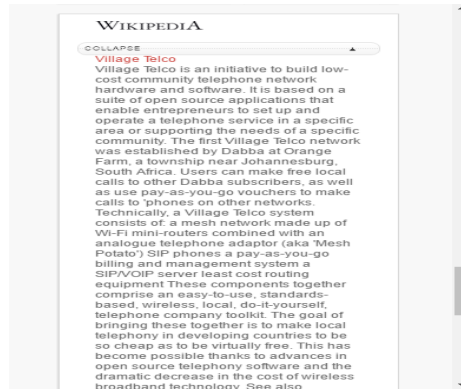 WIKIPEDIA
COLLAPSE
Village Telco
Village Telco is an initiative to build low-
cost community telephone network
hardware and software. It is based on a
suite of open source applications that
enable entrepreneurs to set up and
operate a telephone service in a specific
area or supporting the needs of a specific
community. The first Village Telco network
was established by Dabba at Orange
Farm, a township near Johannesburg,
South Africa. Users can make free local
calls to other Dabba subscribers, as well
as use pay-as-you-go vouchers to make
calls to 'phones on other networks.
Technically, a Village Telco system
consists of: a mesh network made up of
Wi-Fi mini-routers combined with an
analogue telephone adaptor (aka 'Mesh
Potato') SIP phones a pay-as-you-go
billing and management system a
SIP/VOIP server least cost routing
equipment These components together
comprise an easy-to-use, standards-
based, wireless, local, do-it-yourself,
telephone company toolkit. The goal of
bringing these together is to make local
telephony in developing countries to be
so cheap as to be virtually free. This has
become possible thanks to advances in
open source telephony software and the
dramatic decrease in the cost of wireless
broadband technology. See also